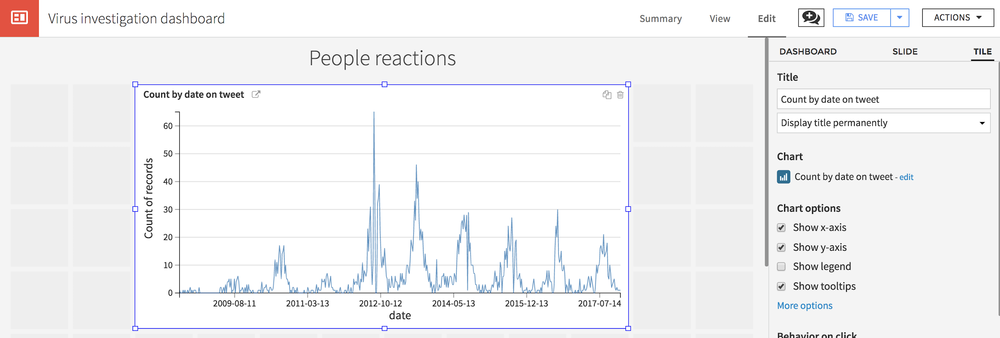 Virus investigation dashboard
Summary View Edit SAVE ACTIONS
People reactions
Count by date on tweet
60
50
40
30
20
10
0
Count of records
2009-08-11 2011-03-13 2012-10-12 2014-05-13 2015-12-13 2017-07-14
date
DASHBOARD SLIDE TILE
Title
Count by date on tweet
Display title permanently
Chart
Count by date on tweet - edit
Chart options
Show x-axis
Show y-axis
Show legend
Show tooltips
More options
Behavior on click